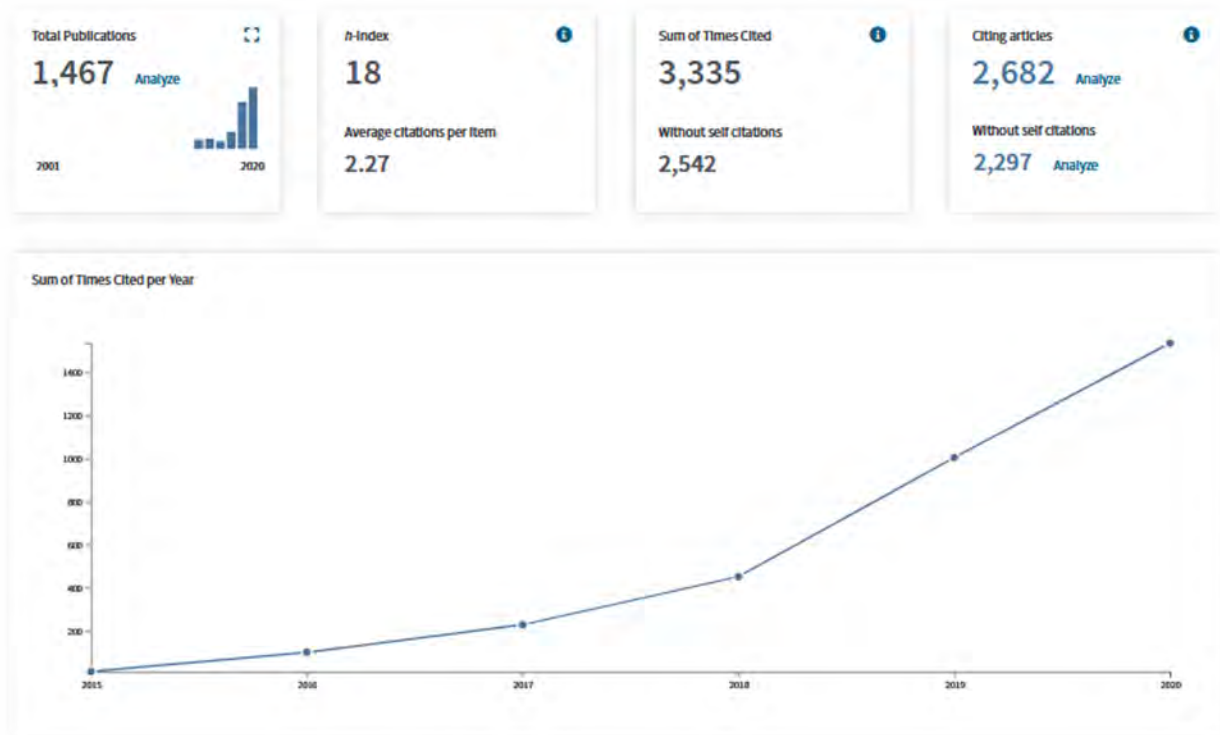 Total Publications
1,467 Analyze
2001 2020
h-index
18
Average citations per item
2.27
Sum of Times Cited
3,335
Without self citations
2,542
Citing articles
2,682 Analyze
Without self citations
2,297 Analyze
Sum of Times Cited per Year
1400
1200
1000
800
600
400
200
2015 2016 2017 2018 2019 2020